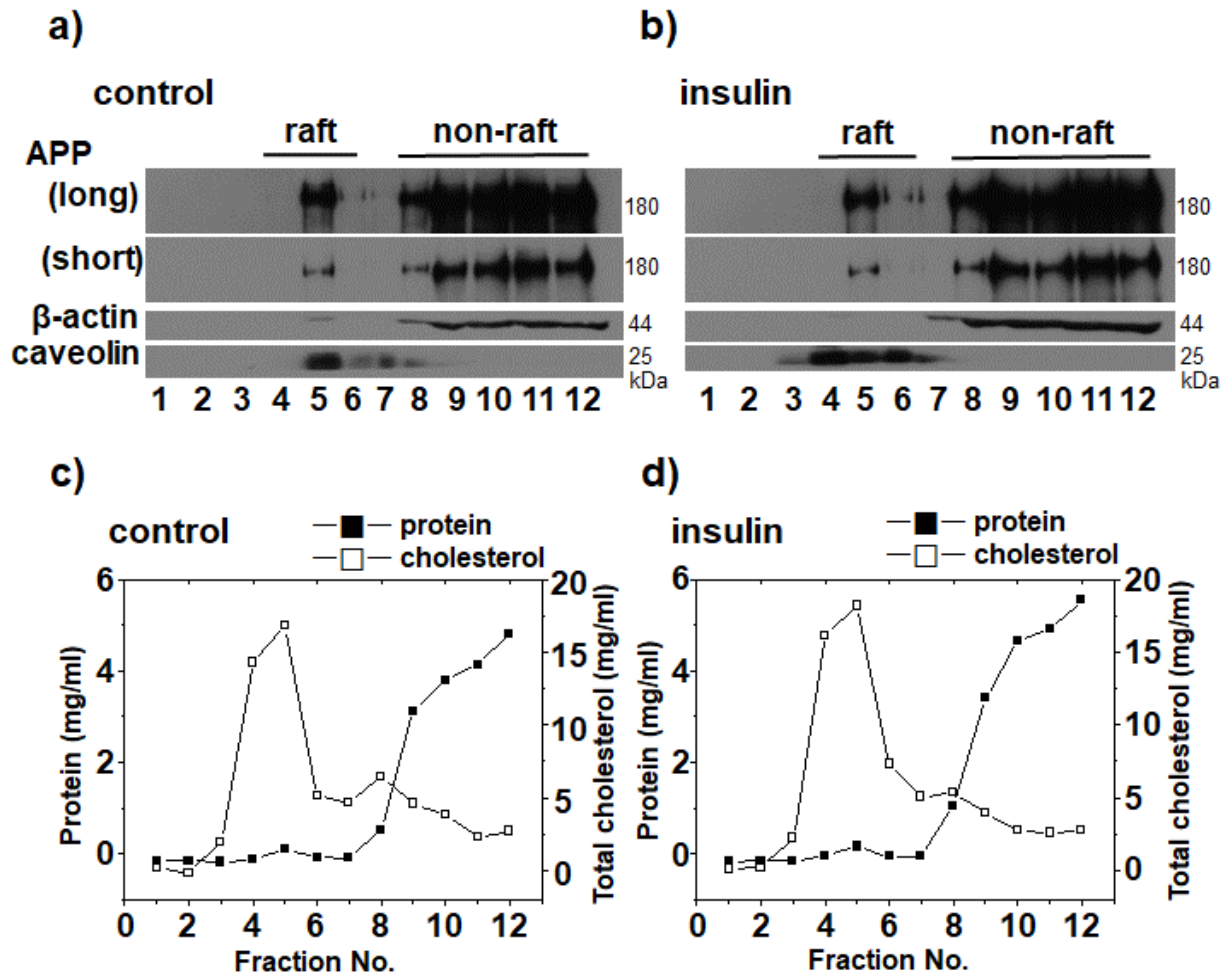 a)
control
raft non-raft
APP
(long) 180
(short) 180
β-actin 44
caveolin 25
kDa
1 2 3 4 5 6 7 8 9 10 11 12
b)
insulin
raft non-raft
180
180
44
25
kDa
1 2 3 4 5 6 7 8 9 10 11 12
c)
control
protein
cholesterol
Protein (mg/ml)
6
4
2
0
Total cholesterol (mg/ml)
20
15
10
5
0
0 2 4 6 8 10 12
Fraction No.
d)
insulin
protein
cholesterol
Protein (mg/ml)
6
4
2
0
Total cholesterol (mg/ml)
20
15
10
5
0
0 2 4 6 8 10 12
Fraction No.